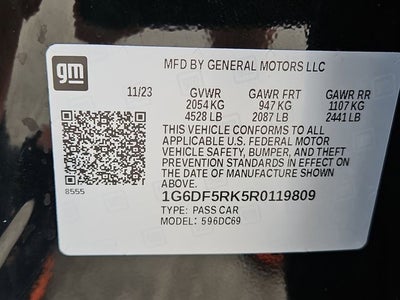 gm
MFD BY GENERAL MOTORS LLC
11/23 GVWR GAWR FRT GAWR RR
2054 KG 947 KG 1107 KG
4528 LB 2087 LB 2441 LB
THIS VEHICLE CONFORMS TO ALL
APPLICABLE U.S. FEDERAL MOTOR
VEHICLE SAFETY, BUMPER, AND THEFT
PREVENTION STANDARDS IN EFFECT ON
THE DATE OF MANUFACTURE SHOWN
ABOVE.
8555
1G6DF5RK5R0119809
TYPE: PASS CAR
MODEL: 596DC69